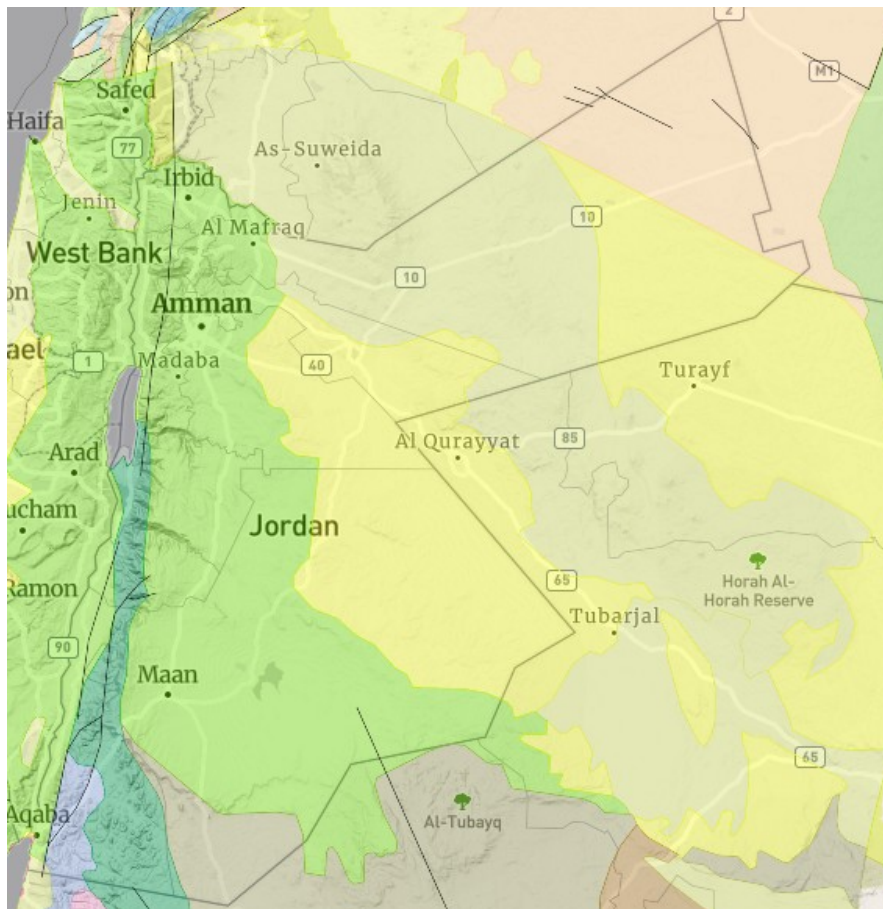 2
M1
Safed
Haifa
77
As-Suweida
Irbid
Jenin
10
Al Mafraq
West Bank
10
on
Amman
ael
1
Madaba
40
Turayf
Al Qurayyat
85
Arad
ucham
Jordan
Horah Al-
Horah Reserve
65
Ramon
Tubarjal
90
Maan
65
Aqaba
Al-Tubayq